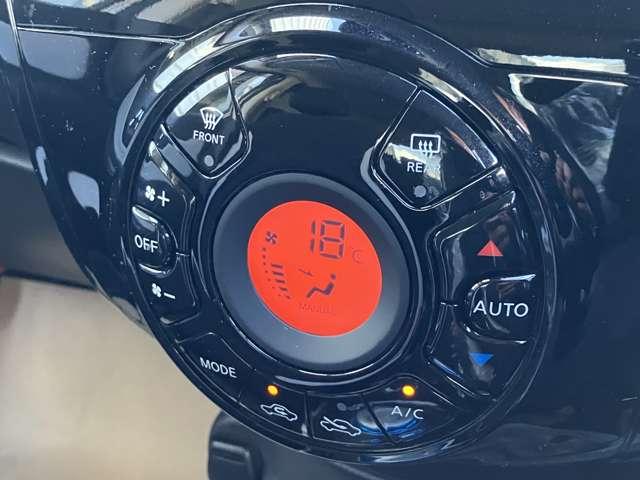 FRONT
REAR
+
OFF
-
18°C
MANUAL
AUTO
MODE
A/C